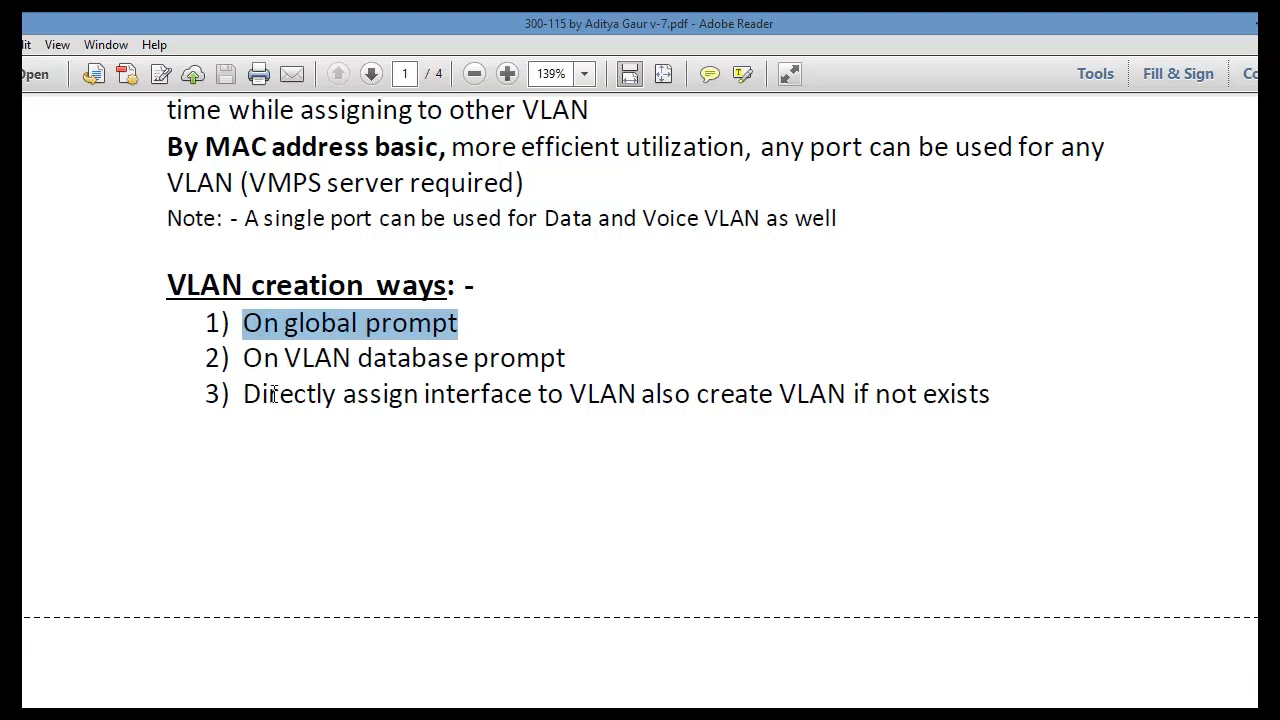 300-115 by Aditya Gaur v-7.pdf - Adobe Reader
it View Window Help
Open 1 / 4 139% Tools Fill & Sign Co
time while assigning to other VLAN
By MAC address basic, more efficient utilization, any port can be used for any
VLAN (VMPS server required)
Note: - A single port can be used for Data and Voice VLAN as well
VLAN creation ways: -
1) On global prompt
2) On VLAN database prompt
3) Directly assign interface to VLAN also create VLAN if not exists